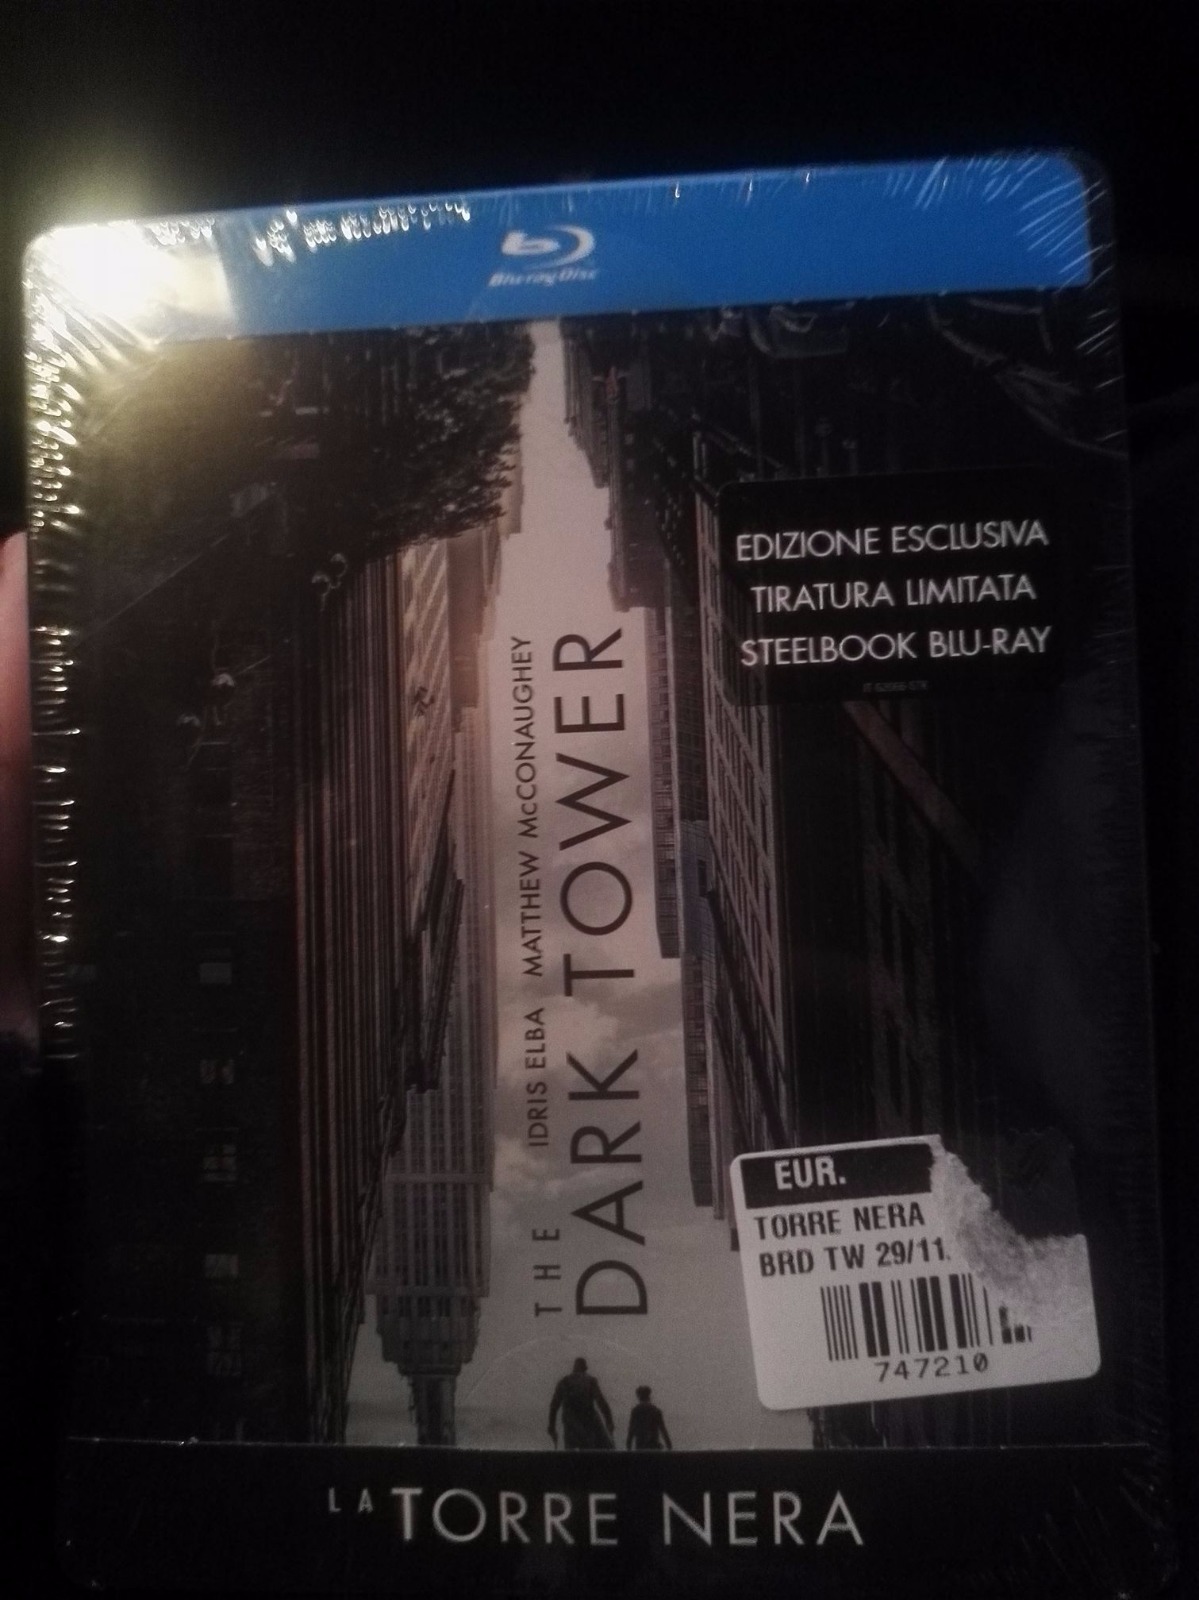 Blu-ray Disc
EDIZIONE ESCLUSIVA
TIRATURA LIMITATA
STEELBOOK BLU-RAY
IDRIS ELBA MATTHEW McCONAUGHEY
THE
DARK TOWER
EUR.
TORRE NERA
BRD TW 29/11.
747210
LA TORRE NERA